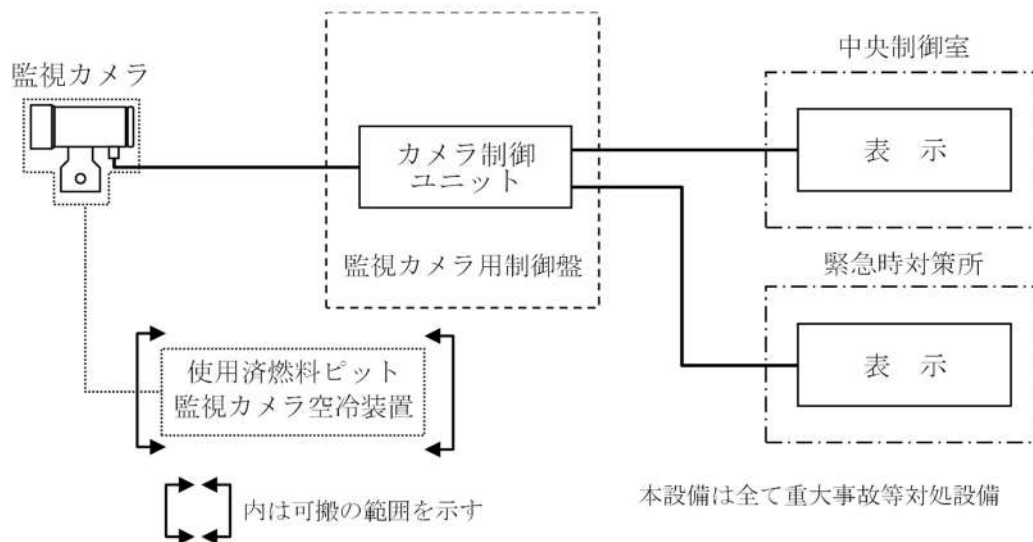 監視カメラ
カメラ制御
ユニット
監視カメラ用制御盤
中央制御室
表 示
緊急時対策所
表 示
使用済燃料ピット
監視カメラ空冷装置
内は可搬の範囲を示す
本設備は全て重大事故等対処設備